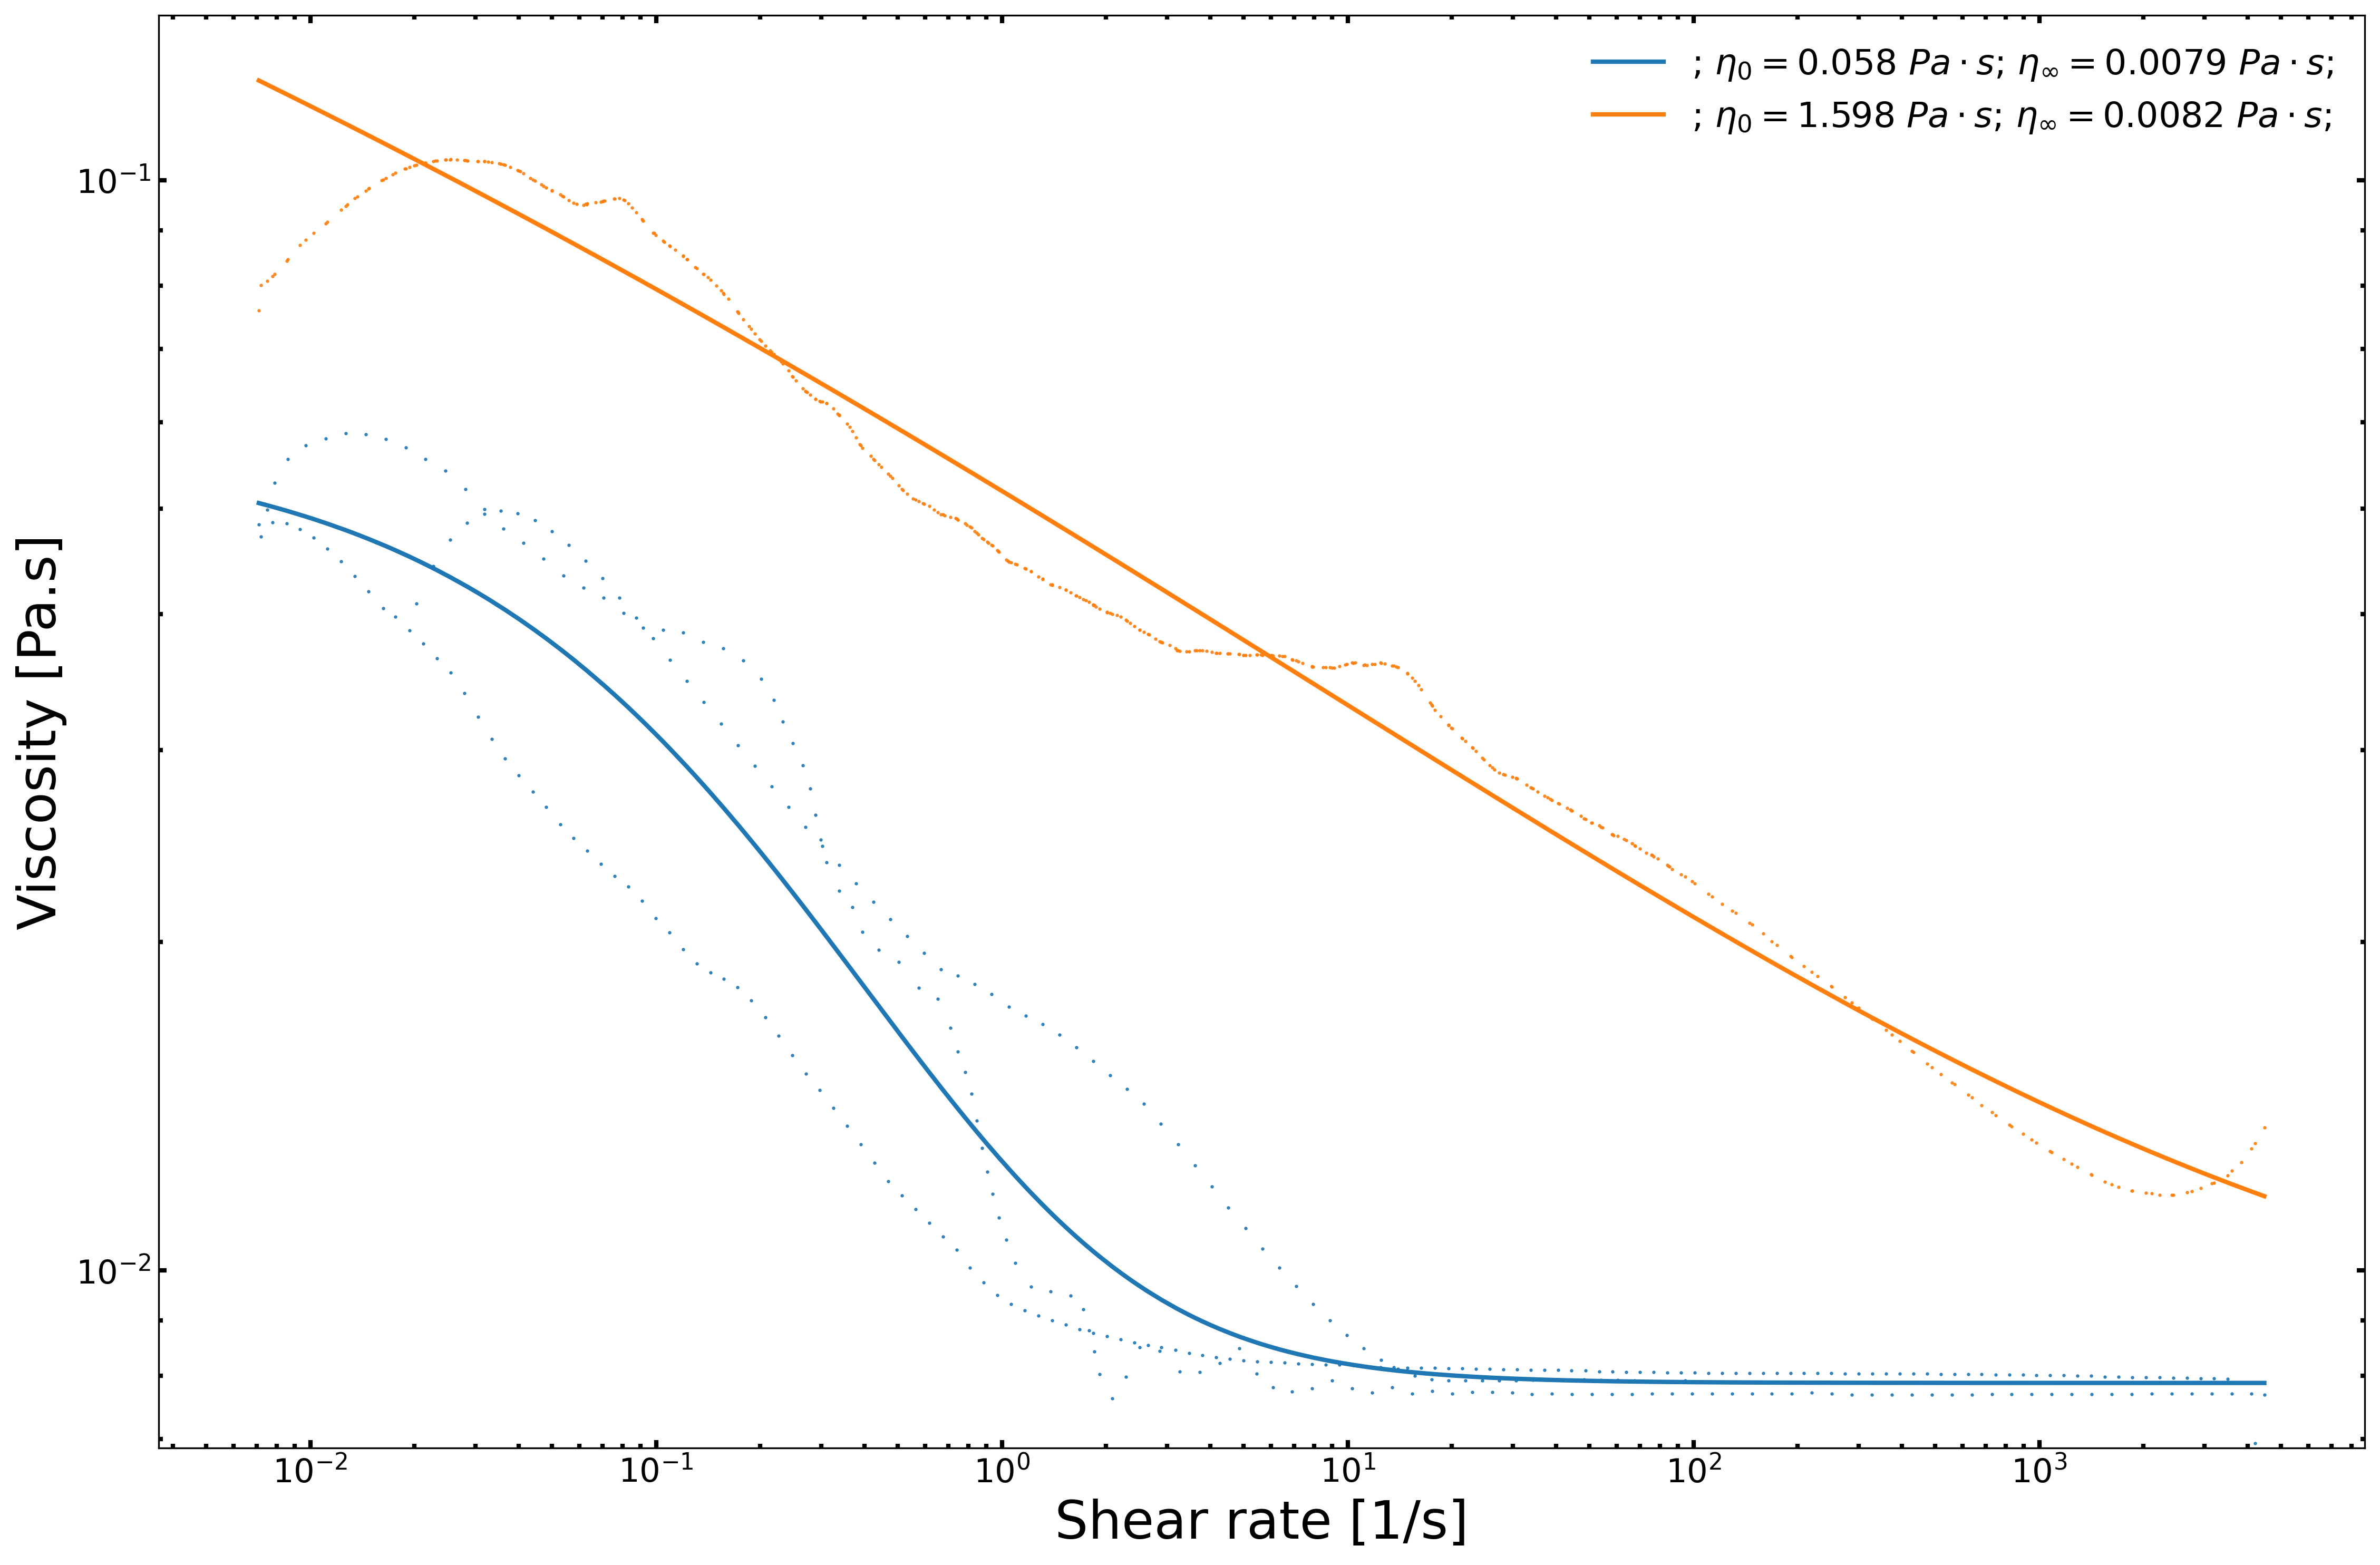 ; η₀ = 0.058 Pa · s; η∞ = 0.0079 Pa · s;
; η₀ = 1.598 Pa · s; η∞ = 0.0082 Pa · s;
Viscosity [Pa.s]
10⁻¹
10⁻²
10⁻² 10⁻¹ 10⁰ 10¹ 10² 10³
Shear rate [1/s]